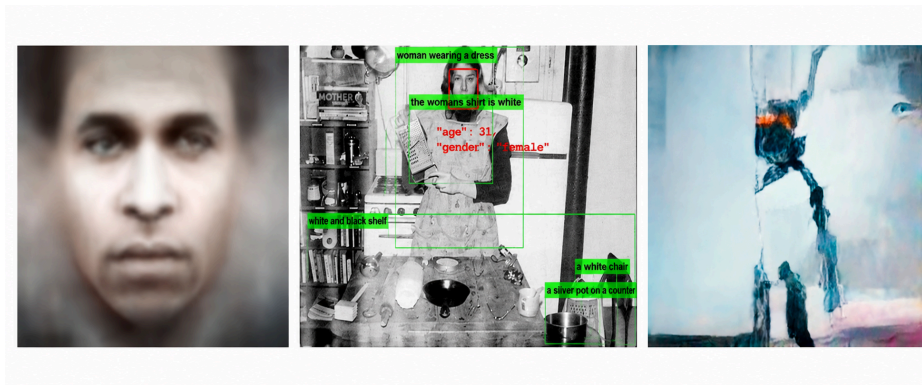 woman wearing a dress
MOTHER
the womans shirt is white
"age": 31,
"gender": "female"
white and black shelf
a white chair
a silver pot on a counter